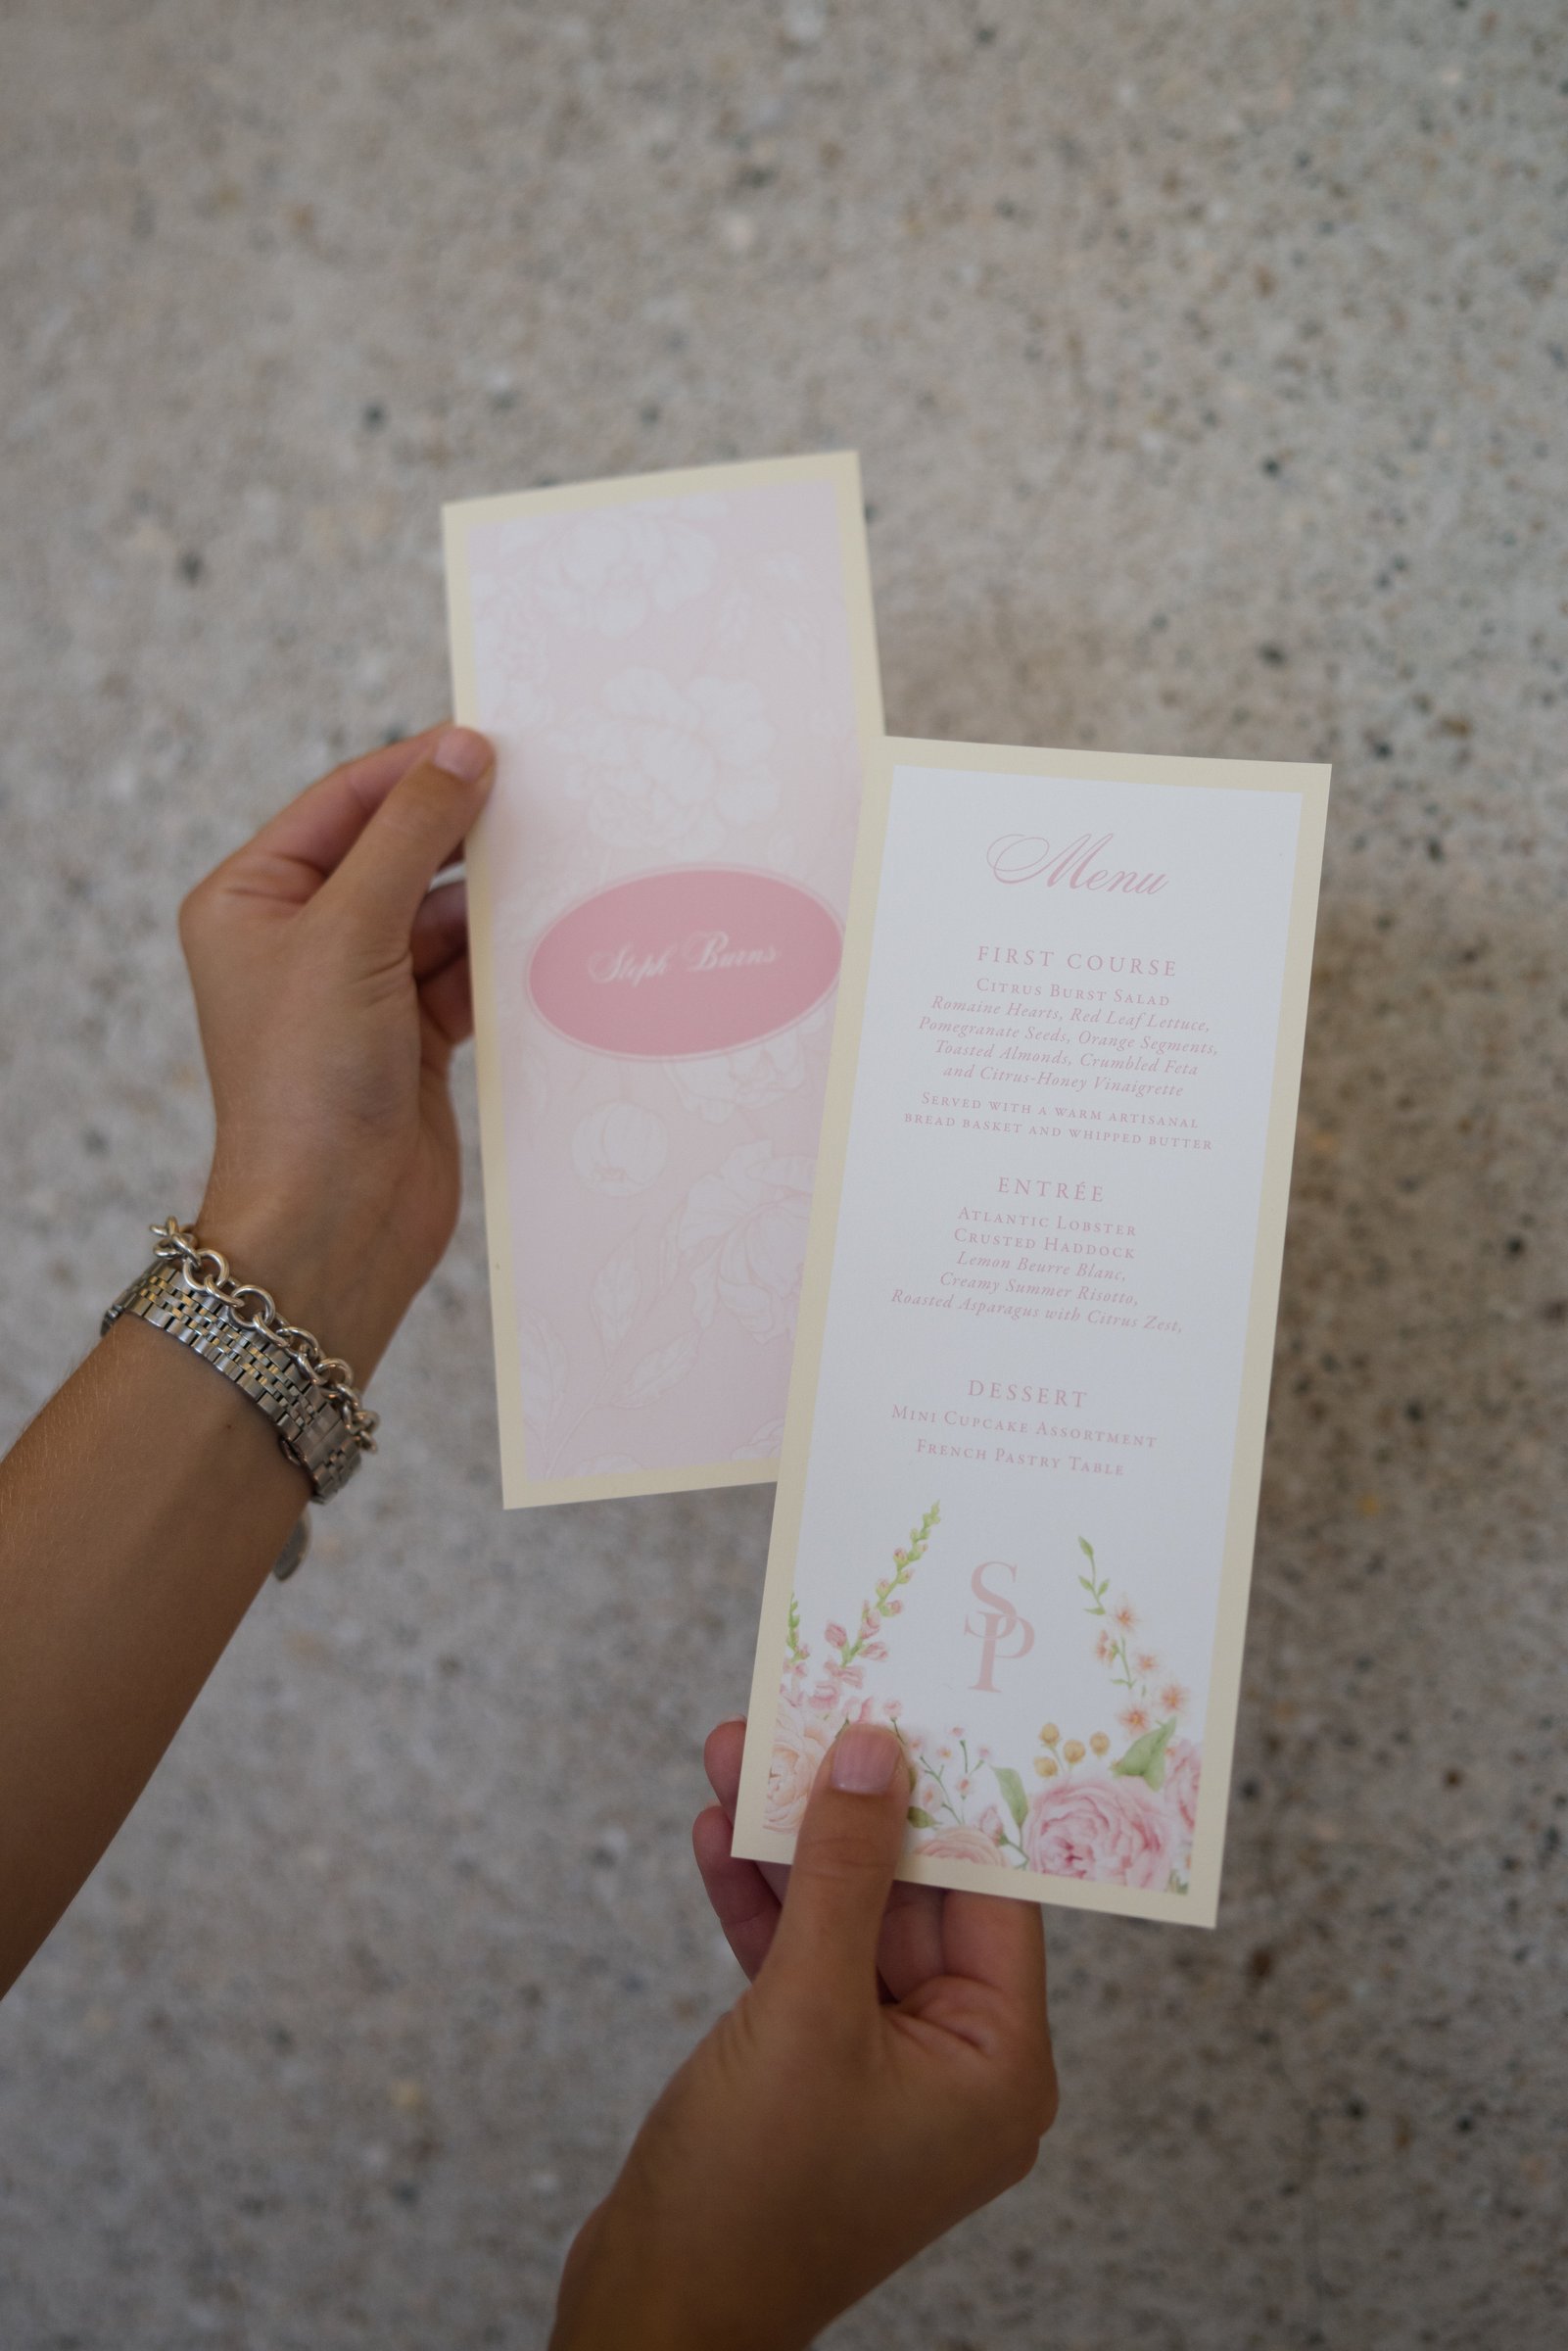 Steph Burns
Menu
FIRST COURSE
CITRUS BURST SALAD
Romaine Hearts, Red Leaf Lettuce,
Pomegranate Seeds, Orange Segments,
Toasted Almonds, Crumbled Feta
and Citrus-Honey Vinaigrette
SERVED WITH A WARM ARTISANAL
BREAD BASKET AND WHIPPED BUTTER
ENTRÉE
ATLANTIC LOBSTER
CRUSTED HADDOCK
Lemon Beurre Blanc,
Creamy Summer Risotto,
Roasted Asparagus with Citrus Zest,
DESSERT
MINI CUPCAKE ASSORTMENT
FRENCH PASTRY TABLE
S
P